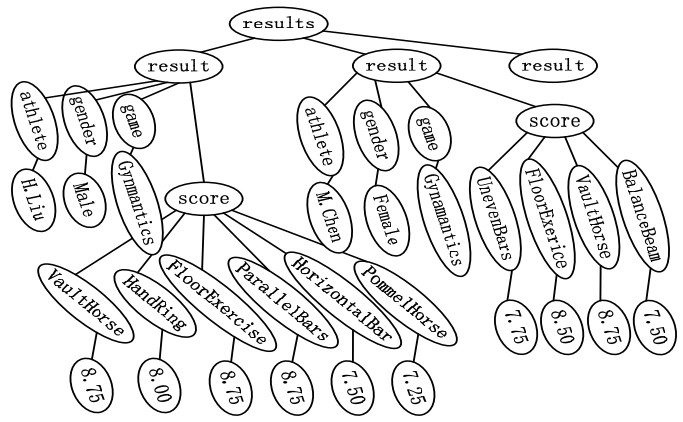 results
result
result
result
athlete
gender
game
athlete
gender
game
score
H.Liu
Male
Gynmantics
score
M.Chen
Female
Gynamantics
UnevenBars
FloorExerice
VaultHorse
BalanceBeam
VaultHorse
HandRing
FloorExercise
ParallelBars
HorizontalBar
PommelHorse
7.75
8.50
8.75
7.50
8.75
8.00
8.75
8.75
7.50
7.25